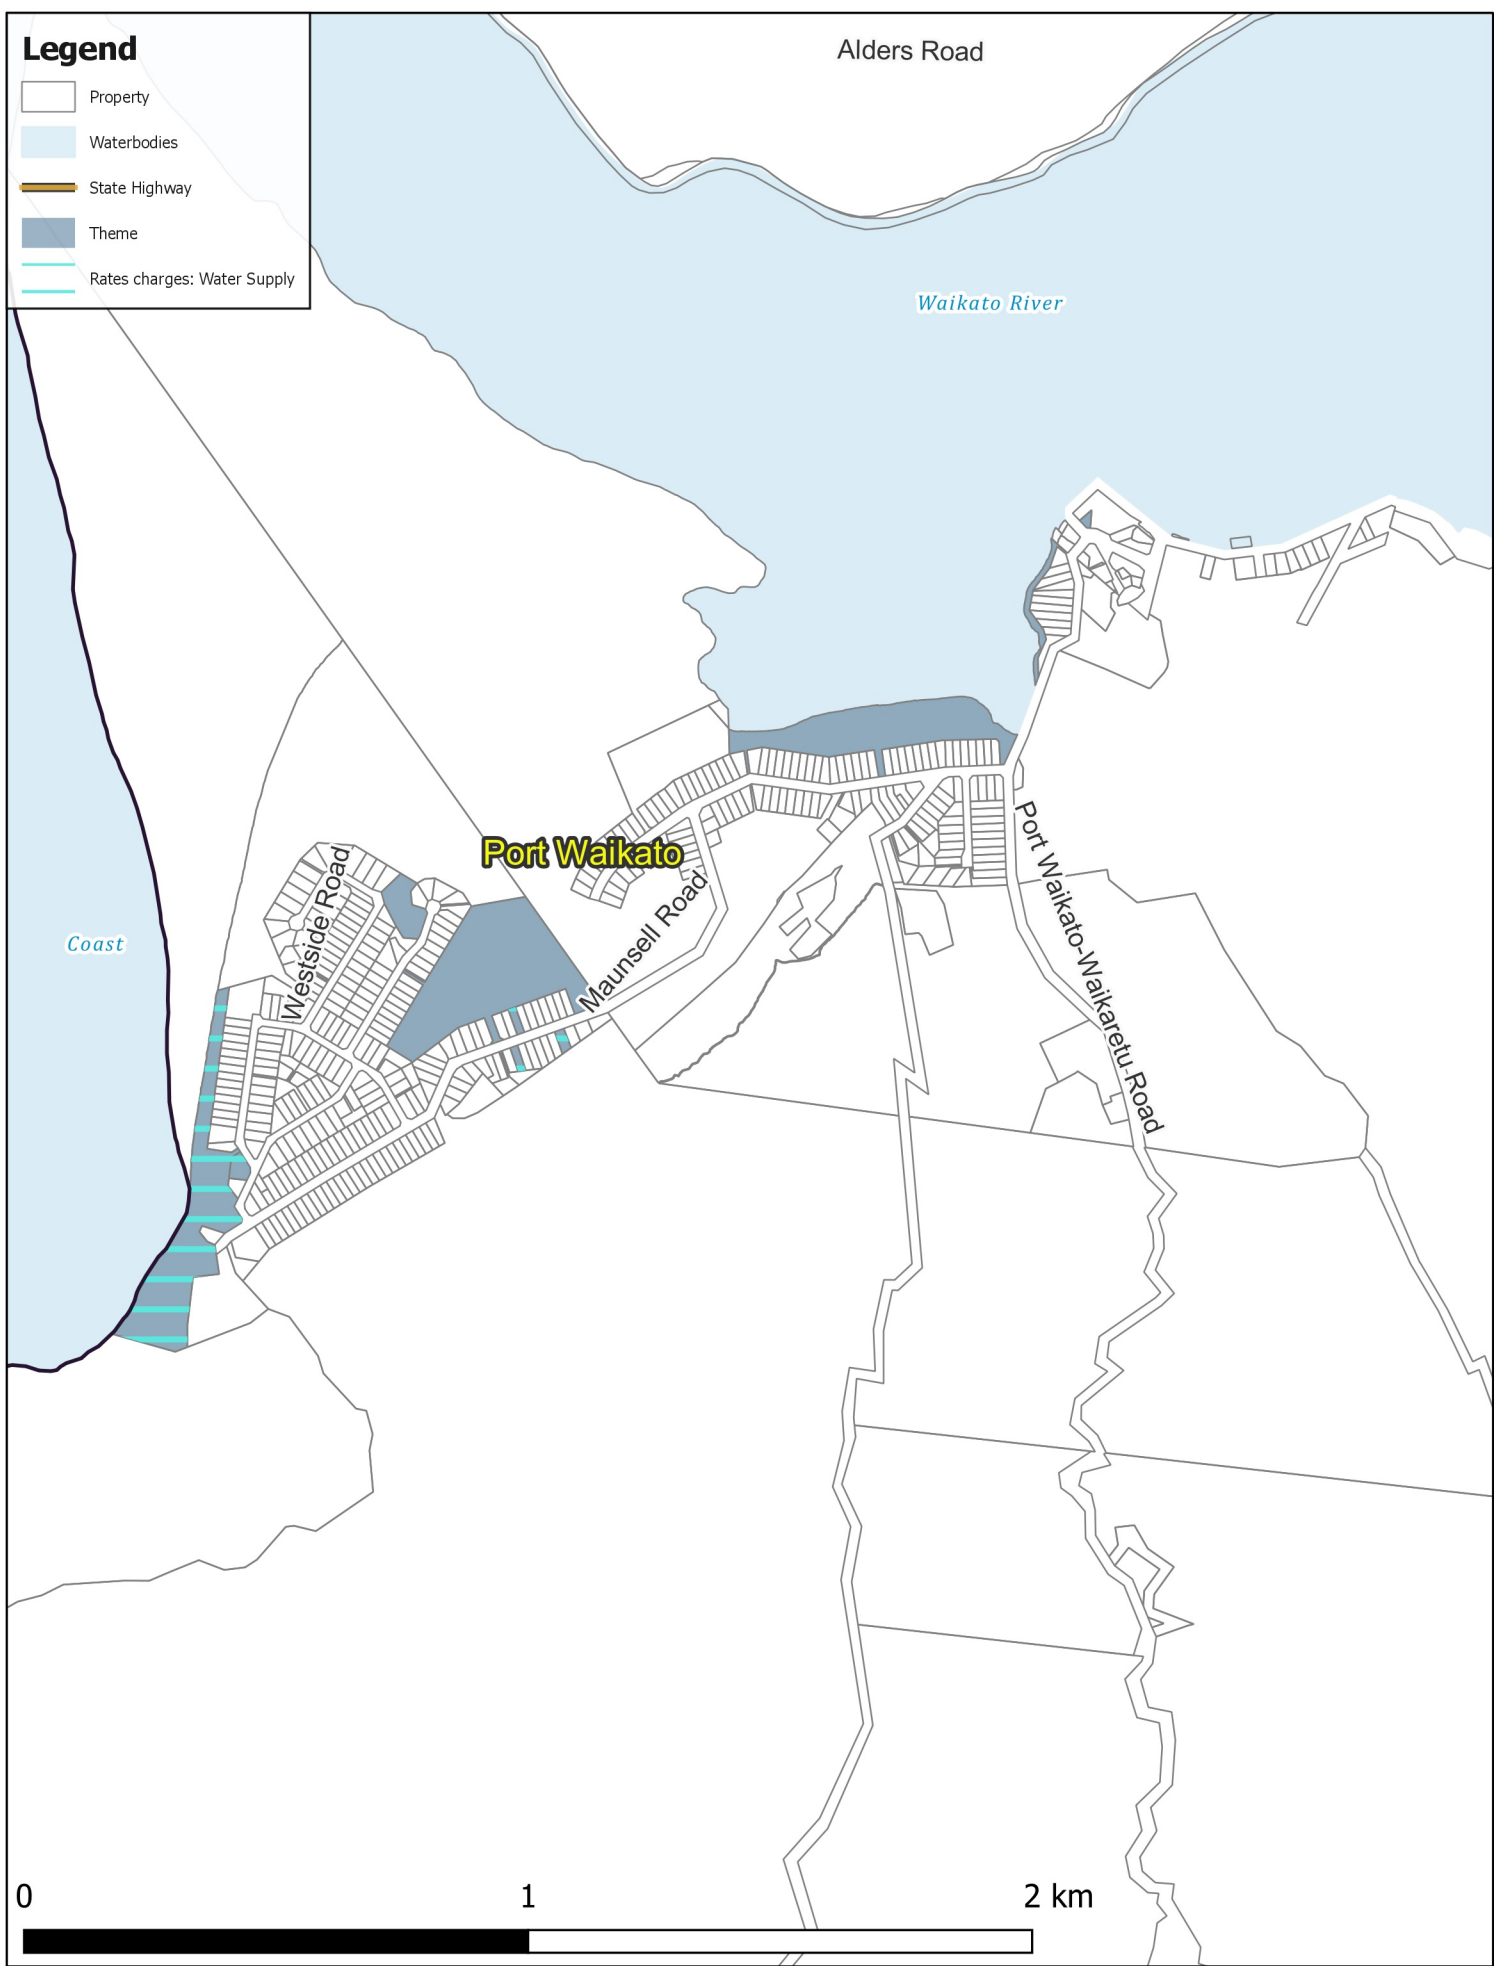 Legend
Property
Waterbodies
State Highway
Theme
Rates charges: Water Supply
Alders Road
Waikato River
Port Waikato
Westside Road
Maunsell Road
Port Waikato-Waikaretu-Road
Coast
0 1 2 km